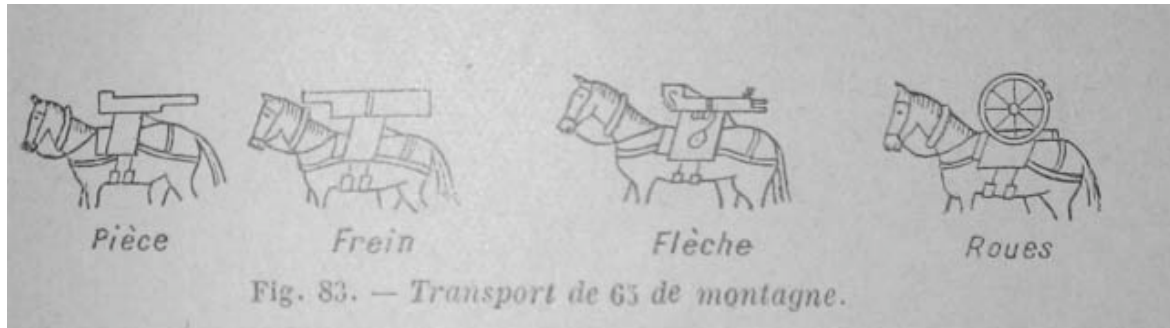 Pièce Frein Flèche Roues
Fig. 83. — Transport de 65 de montagne.